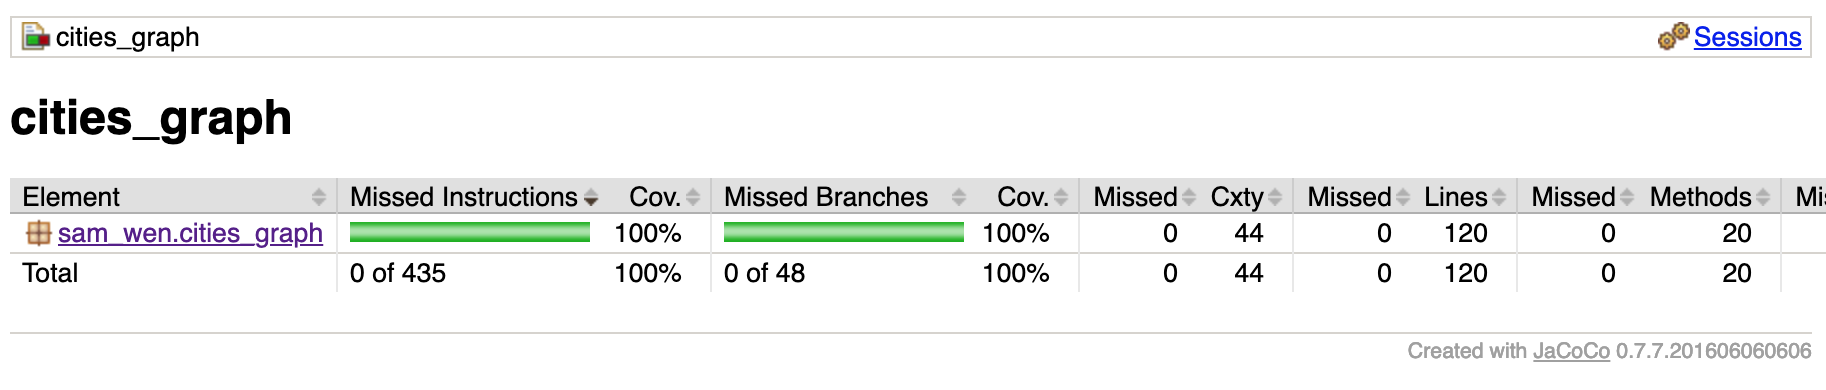 cities_graph Sessions
cities_graph
Element Missed Instructions Cov. Missed Branches Cov. Missed Cxty Missed Lines Missed Methods
sam_wen.cities_graph 100% 100% 0 44 0 120 0 20
Total 0 of 435 100% 0 of 48 100% 0 44 0 120 0 20
Created with JaCoCo 0.7.7.201606060606